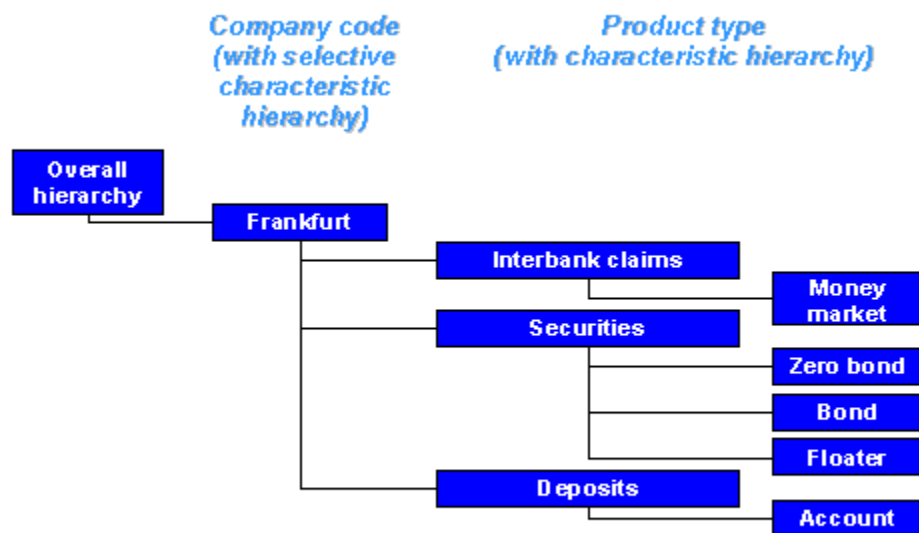 Company code
(with selective
characteristic
hierarchy)
Product type
(with characteristic hierarchy)
Overall
hierarchy
Frankfurt
Interbank claims
Money
market
Securities
Zero bond
Bond
Floater
Deposits
Account